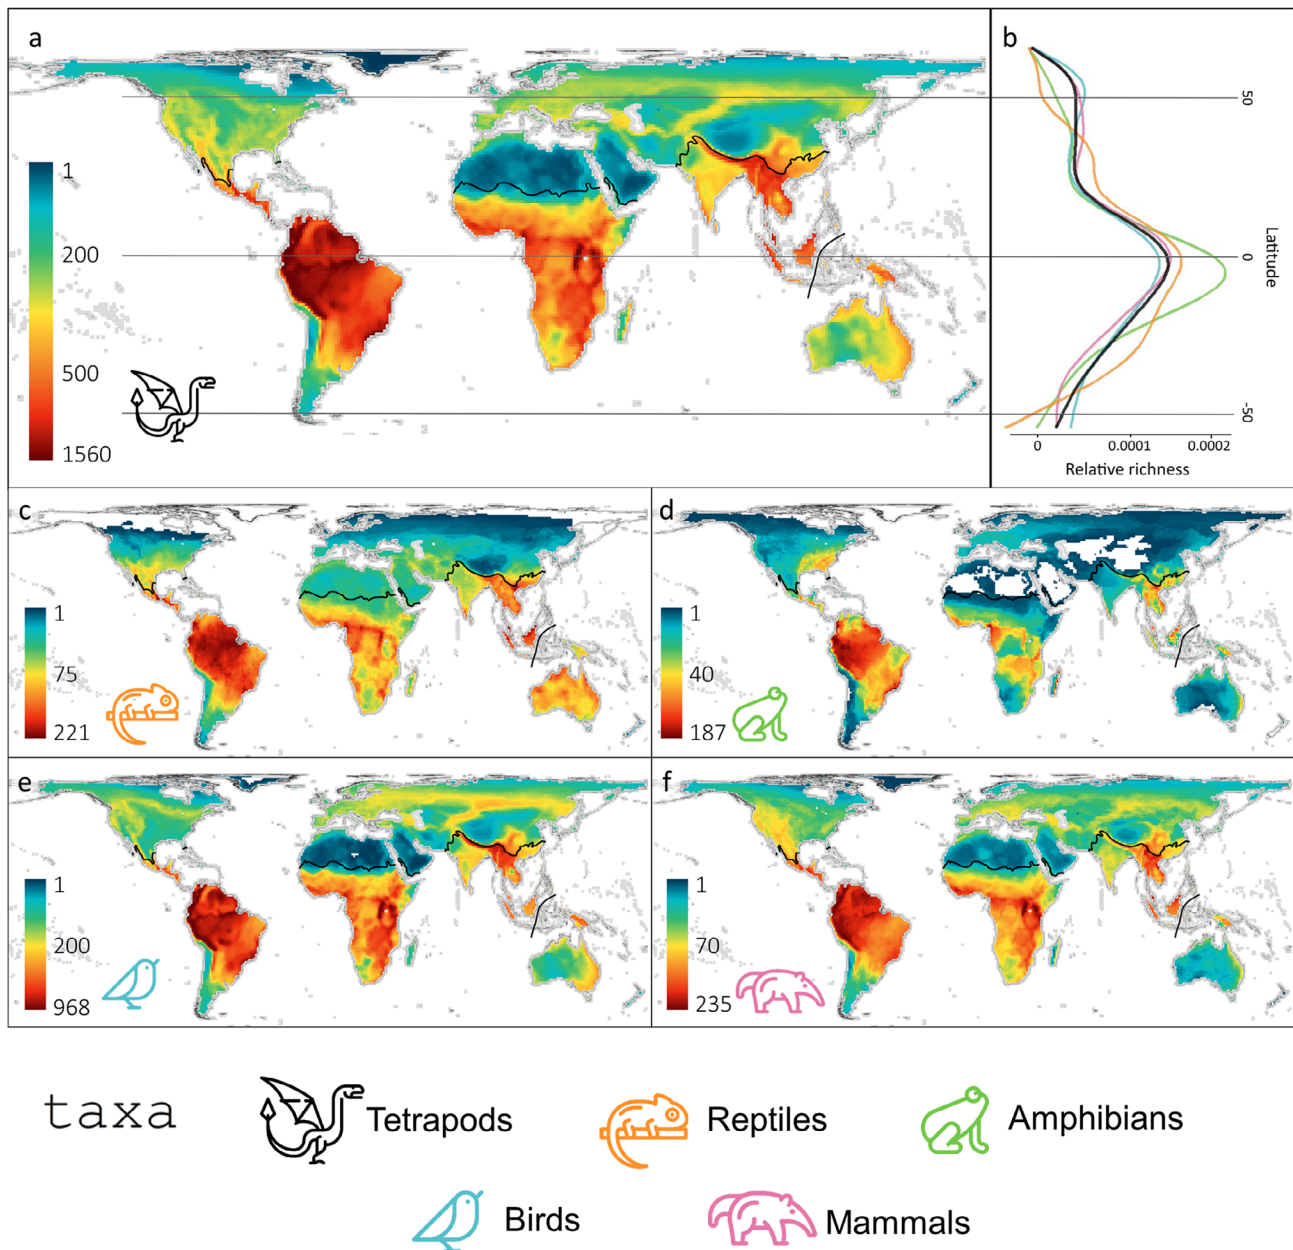 a
1
200
500
1560
b
50
0
-50
Latitude
0
0.0001
0.0002
Relative richness
c
1
75
221
d
1
40
187
e
1
200
968
f
1
70
235
taxa
Tetrapods
Reptiles
Amphibians
Birds
Mammals